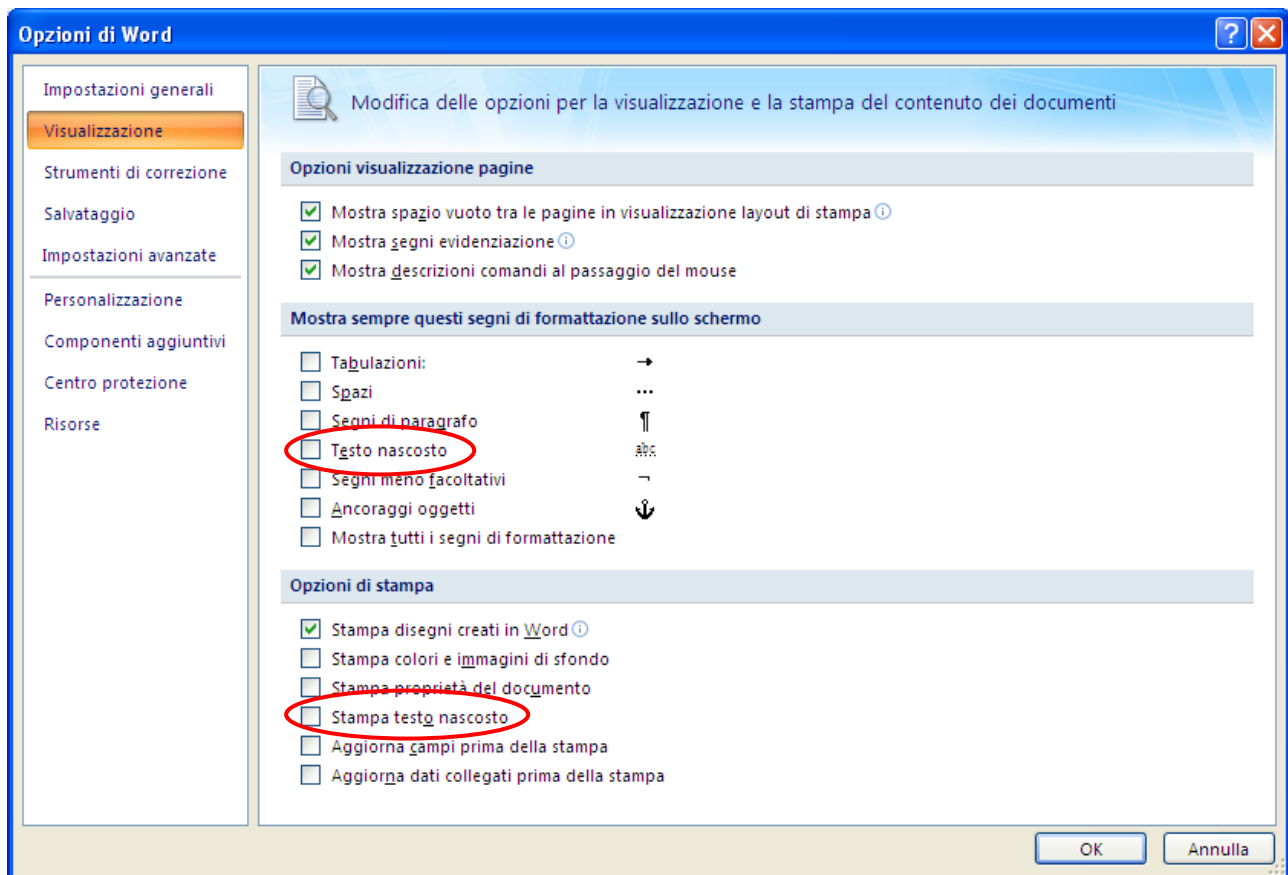 Opzioni di Word
Impostazioni generali
Visualizzazione
Strumenti di correzione
Salvataggio
Impostazioni avanzate
Personalizzazione
Componenti aggiuntivi
Centro protezione
Risorse
Modifica delle opzioni per la visualizzazione e la stampa del contenuto dei documenti
Opzioni visualizzazione pagine
Mostra spazio vuoto tra le pagine in visualizzazione layout di stampa
Mostra segni evidenziazione
Mostra descrizioni comandi al passaggio del mouse
Mostra sempre questi segni di formattazione sullo schermo
Tabulazioni: →
Spazi ...
Segni di paragrafo ¶
Testo nascosto abc
Segni meno facoltativi ¬
Ancoraggi oggetti
Mostra tutti i segni di formattazione
Opzioni di stampa
Stampa disegni creati in Word
Stampa colori e immagini di sfondo
Stampa proprietà del documento
Stampa testo nascosto
Aggiorna campi prima della stampa
Aggiorna dati collegati prima della stampa
OK Annulla